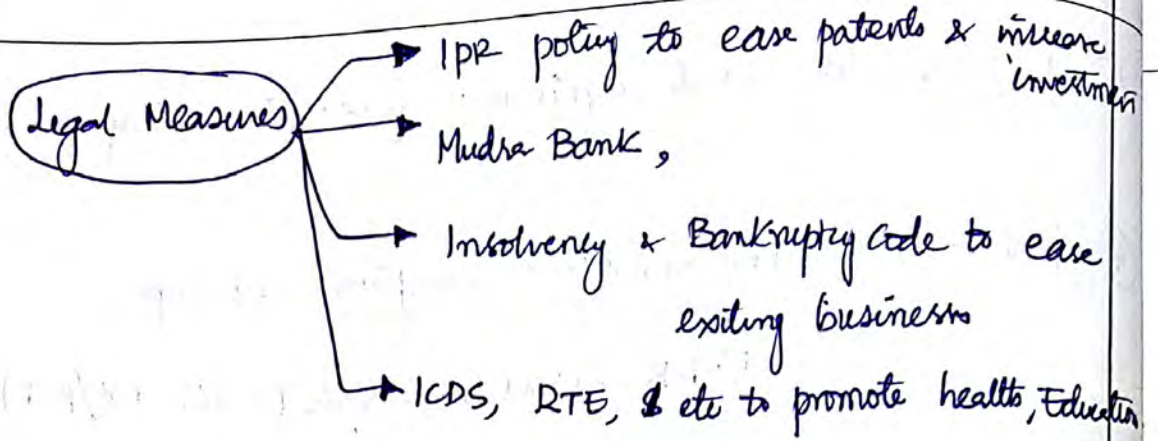 IPR policy to ease patents & increase
investmen
Legal Measures
Mudra Bank,
Insolvency & Bankruptcy Code to ease
exiting business
ICDS, RTE, & etc to promote health, Education